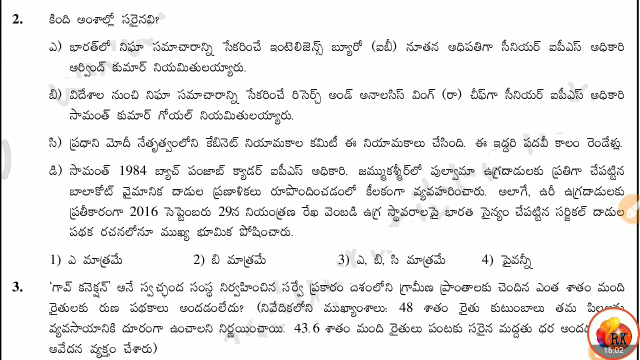 2. కింది అంశాల్లో సరైనవి?
ఎ) భారత్‌లో నిఘా సమాచారాన్ని సేకరించే ఇంటెలిజెన్స్ బ్యూరో (ఐబీ) నూతన అధిపతిగా సీనియర్ ఐపీఎస్ అధికారి
అర్వింద్ కుమార్ నియమితులయ్యారు.
బి) విదేశాల నుంచి నిఘా సమాచారాన్ని సేకరించే రిసెర్చ్ అండ్ అనాలసిస్ వింగ్ (రా) చీఫ్‌గా సీనియర్ ఐపీఎస్ అధికారి
సామంత్ కుమార్ గోయల్ నియమితులయ్యారు.
సి) ప్రధాని మోదీ నేతృత్వంలోని కేబినెట్ నియామకాల కమిటీ ఈ నియామకాలు చేసింది. ఈ ఇద్దరి పదవీ కాలం రెండేళ్లు.
డి) సామంత్ 1984 బ్యాచ్ పంజాబ్ క్యాడర్ ఐపీఎస్ అధికారి. జమ్ముకశ్మీర్‌లో పుల్వామా ఉగ్రదాడులకు ప్రతిగా చేపట్టిన
బాలాకోట్ వైమానిక దాడుల ప్రణాళికలు రూపొందించడంలో కీలకంగా వ్యవహరించారు. అలాగే, ఉరీ ఉగ్రదాడులకు
ప్రతీకారంగా 2016 సెప్టెంబరు 29న నియంత్రణ రేఖ వెంబడి ఉగ్ర స్థావరాలపై భారత సైన్యం చేపట్టిన సర్జికల్ దాడుల
పథక రచనలోనూ ముఖ్య భూమిక పోషించారు.
1) ఎ మాత్రమే 2) బి మాత్రమే 3) ఎ, బి, సి మాత్రమే 4) పైవన్నీ
3. 'గావ్ కనెక్షన్' అనే స్వచ్ఛంద సంస్థ నిర్వహించిన సర్వే ప్రకారం దేశంలోని గ్రామీణ ప్రాంతాలకు చెందిన ఎంత శాతం మంది
రైతులకు రుణ పథకాలు అందడంలేదు? (నివేదికలోని ముఖ్యాంశాలు: 48 శాతం రైతు కుటుంబాలు తమ
వ్యవసాయానికి దూరంగా ఉంచాలని నిర్ణయించాయి. 43.6 శాతం మంది రైతులు పంటకు సరైన మద్దతు ధర
ఆవేదన వ్యక్తం చేశారు)
RK
16:02